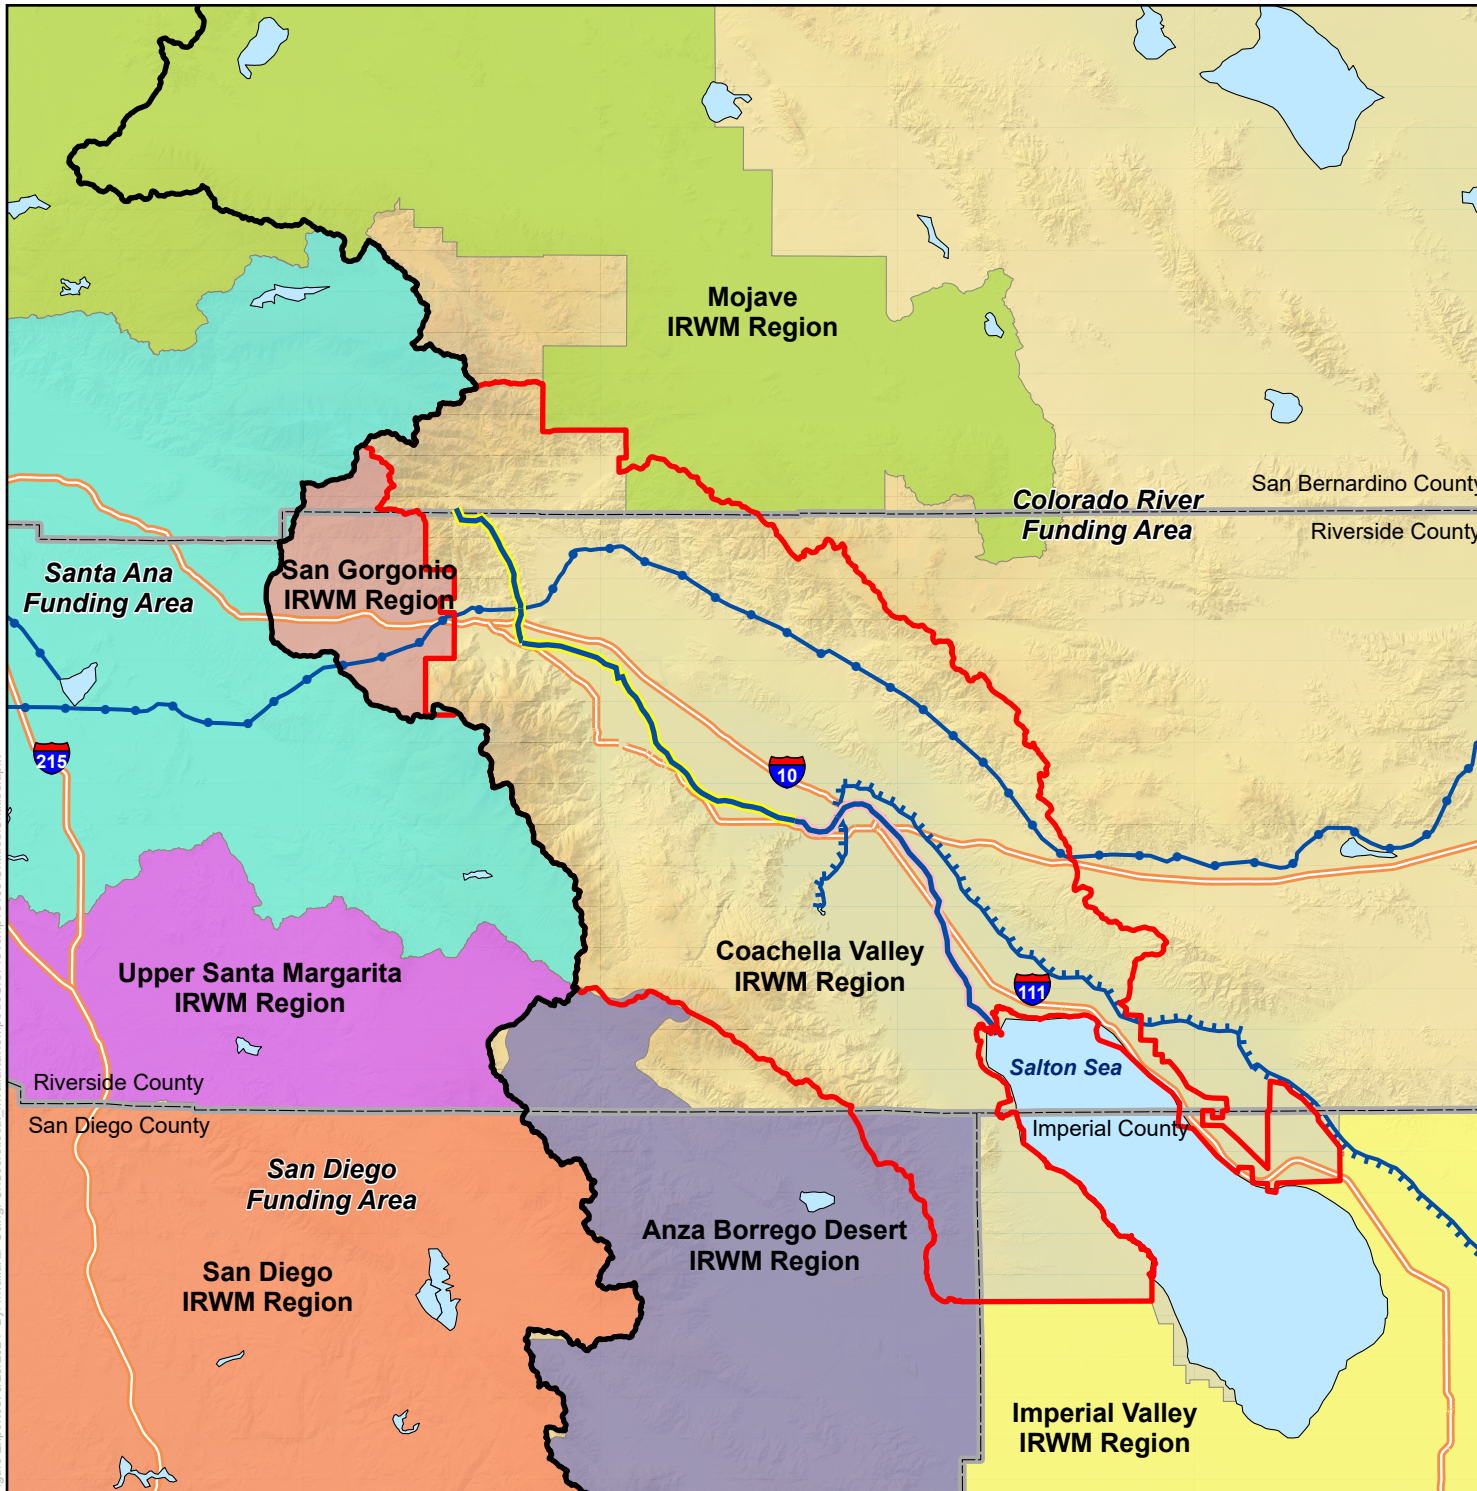 Mojave
IRWM Region
San Bernardino County
Colorado River
Funding Area
Riverside County
Santa Ana
Funding Area
San Gorgonio
IRWM Region
215
10
Coachella Valley
IRWM Region
Upper Santa Margarita
IRWM Region
111
Salton Sea
Riverside County
San Diego County
Imperial County
San Diego
Funding Area
Anza Borrego Desert
IRWM Region
San Diego
IRWM Region
Imperial Valley
IRWM Region